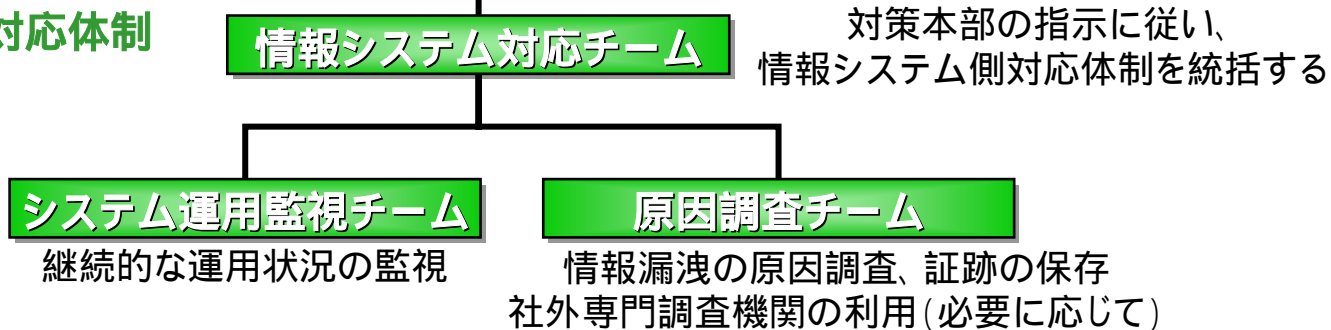 対応体制
情報システム対応チーム
対策本部の指示に従い、
情報システム側対応体制を統括する
システム運用監視チーム
原因調査チーム
継続的な運用状況の監視
情報漏洩の原因調査、証跡の保存
社外専門調査機関の利用(必要に応じて)